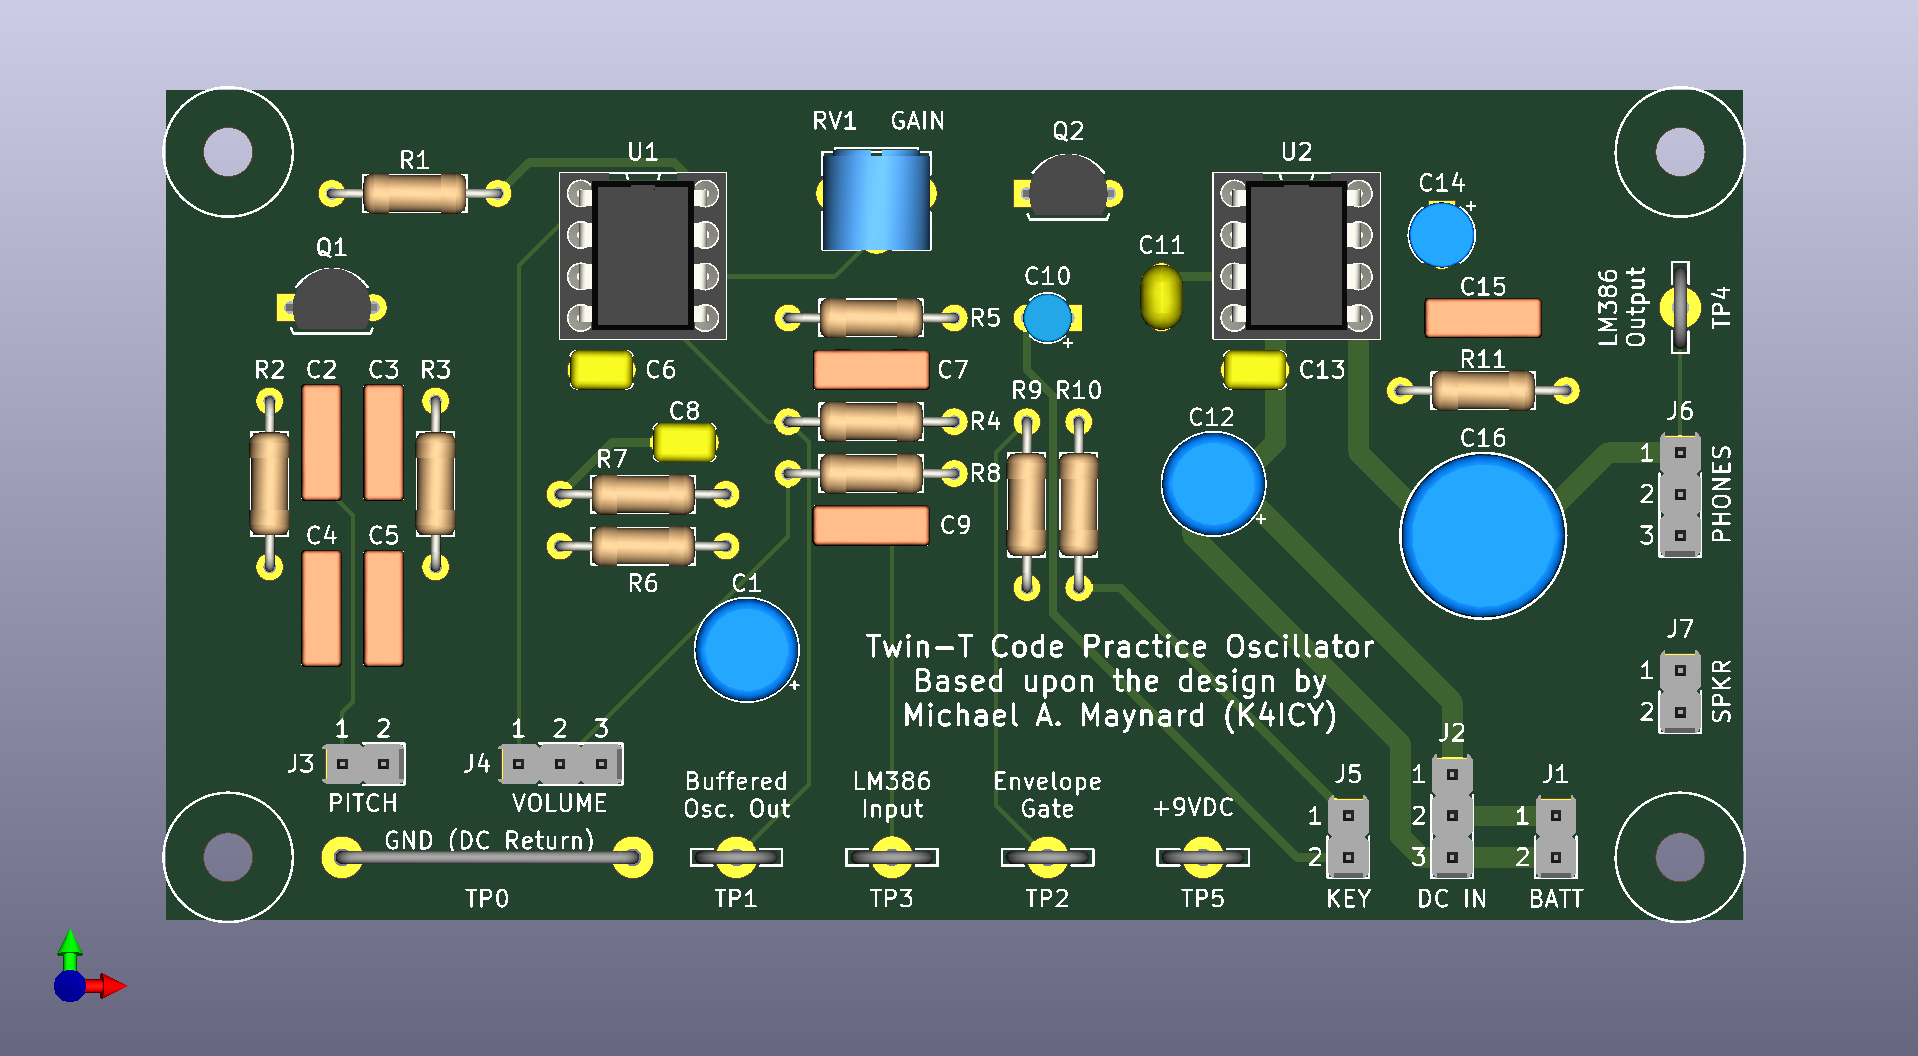 RV1 GAIN
Q2
R1
U1
U2
C14
+
Q1
C11
C10
+
R5
C15
LM386
Output
TP4
R2 C2 C3 R3
C6
C7
C13
R11
R9 R10
C8
R4
C12
J6
C16
R7
R8
+
1
2
3
PHONES
C4 C5
C9
R6
C1
+
Twin-T Code Practice Oscillator
Based upon the design by
Michael A. Maynard (K4ICY)
J7
1
2
SPKR
1 2
J3
PITCH
1 2 3
J4
VOLUME
Buffered
Osc. Out
LM386
Input
Envelope
Gate
+9VDC
J5
1
2
J2
1
2
3
J1
1
2
GND (DC Return)
TP0
TP1
TP3
TP2
TP5
KEY
DC IN
BATT